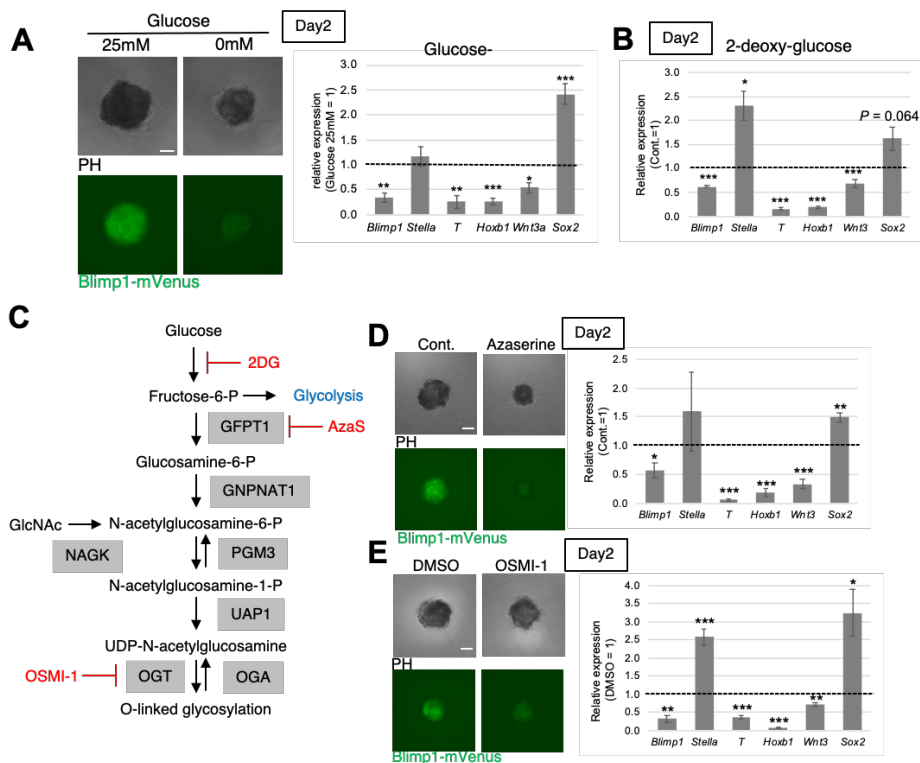 A
Glucose
25mM 0mM
PH
Blimp1-mVenus
Day2
Glucose-
relative expression
(Glucose 25mM = 1)
3.0
2.5
2.0
1.5
1.0
0.5
0.0
** ** *** * ***
Blimp1 Stella T Hoxb1 Wnt3a Sox2
B
Day2
2-deoxy-glucose
Relative expression
(Cont.=1)
3.0
2.5
2.0
1.5
1.0
0.5
0.0
*** * *** *** *** P = 0.064
Blimp1 Stella T Hoxb1 Wnt3 Sox2
C
Glucose
2DG
Fructose-6-P Glycolysis
GFPT1 AzaS
Glucosamine-6-P
GNPNAT1
GlcNAc N-acetylglucosamine-6-P
NAGK PGM3
N-acetylglucosamine-1-P
UAP1
UDP-N-acetylglucosamine
OSMI-1 OGT OGA
O-linked glycosylation
D
Cont. Azaserine
PH
Blimp1-mVenus
Day2
Relative expression
(Cont.=1)
2.5
2.0
1.5
1.0
0.5
0.0
* *** *** *** **
Blimp1 Stella T Hoxb1 Wnt3 Sox2
E
DMSO OSMI-1
PH
Blimp1-mVenus
Day2
Relative expression
(DMSO = 1)
4.0
3.5
3.0
2.5
2.0
1.5
1.0
0.5
0.0
** *** *** *** ** *
Blimp1 Stella T Hoxb1 Wnt3 Sox2